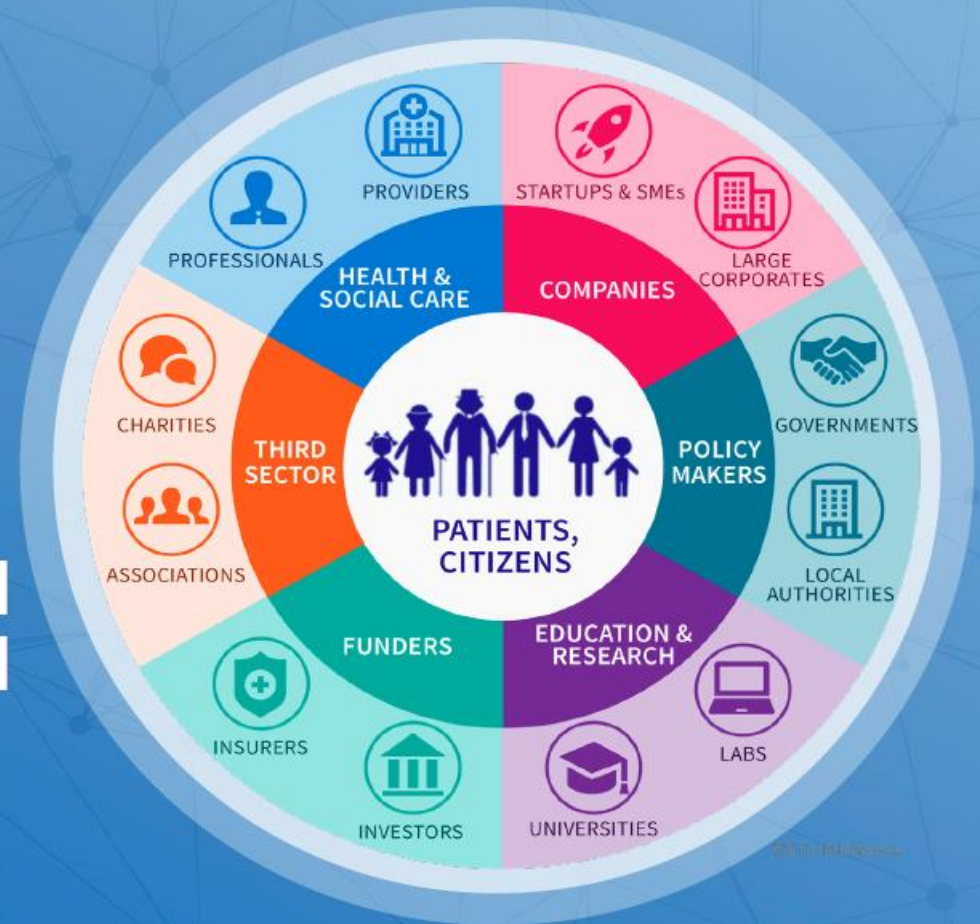 PROVIDERS
PROFESSIONALS
HEALTH &
SOCIAL CARE
STARTUPS & SMEs
LARGE
CORPORATES
COMPANIES
GOVERNMENTS
LOCAL
AUTHORITIES
POLICY
MAKERS
EDUCATION &
RESEARCH
LABS
UNIVERSITIES
FUNDERS
INVESTORS
INSURERS
THIRD
SECTOR
ASSOCIATIONS
CHARITIES
PATIENTS,
CITIZENS